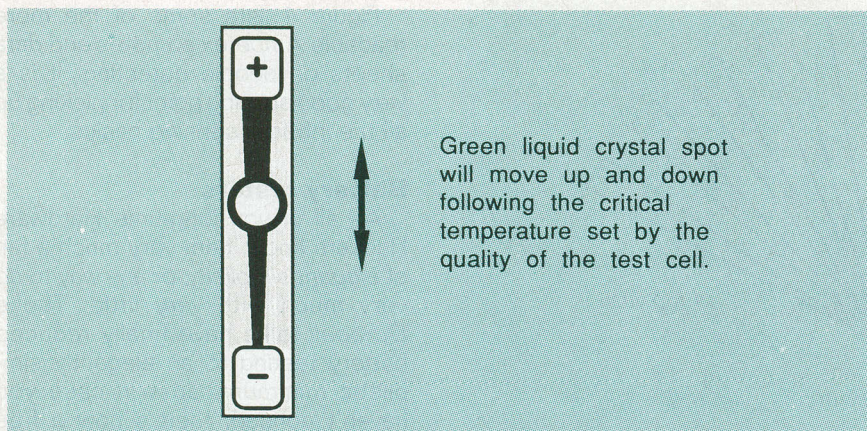 +
Green liquid crystal spot
will move up and down
following the critical
temperature set by the
quality of the test cell.
−